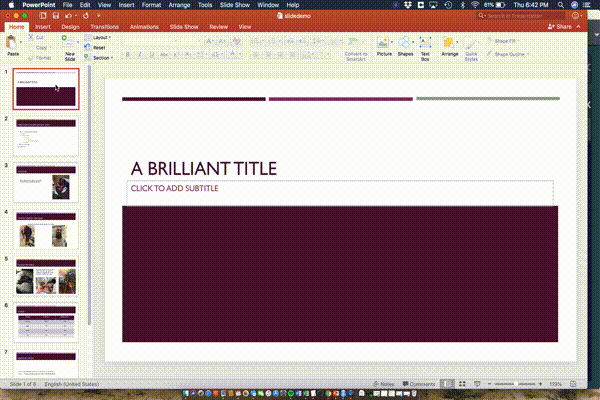 PowerPoint File Edit View Insert Format Arrange Tools Slide Show Window Help 61% Thu 6:42 PM
slidedemo
Search in Presentation
Home Insert Design Transitions Animations Slide Show Review View
Share
Paste
Cut
Copy
Format
New
Slide
Layout
Reset
Section
Convert to
SmartArt
Picture
Shapes
Text
Box
Arrange
Quick
Styles
Shape Fill
Shape Outline
1
2
3
4
5
6
7
A BRILLIANT TITLE
CLICK TO ADD SUBTITLE
Slide 1 of 8 English (United States)
Notes Comments
119%